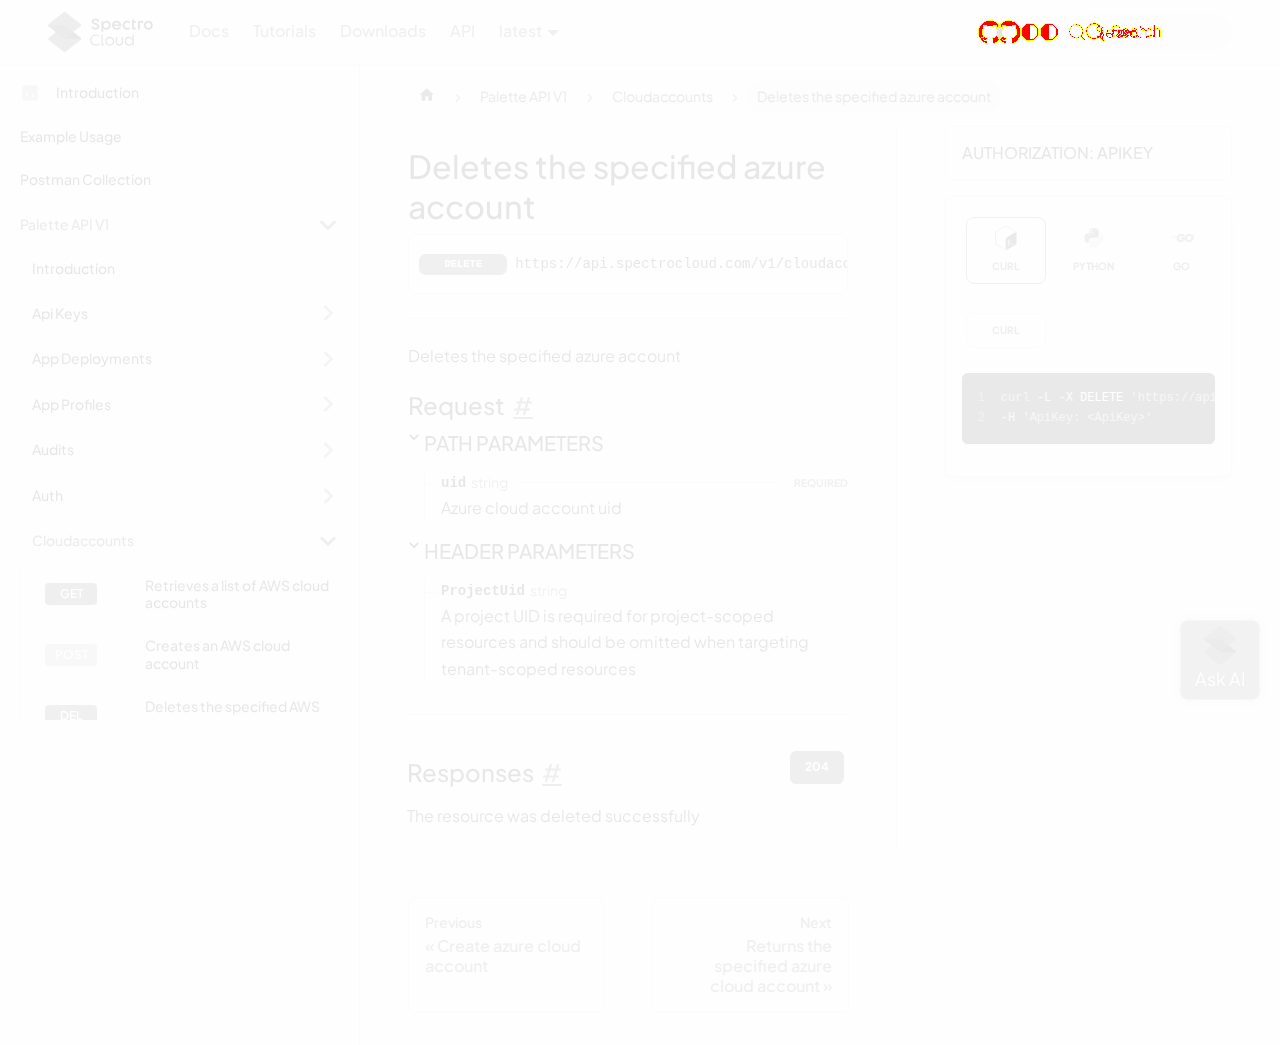 Spectro
Cloud
Docs
Tutorials
Downloads
API
latest
Search
Introduction
Example Usage
Postman Collection
Palette API V1
Introduction
Api Keys
App Deployments
App Profiles
Audits
Auth
Cloudaccounts
GET Retrieves a list of AWS cloud
accounts
POST Creates an AWS cloud
account
DEL Deletes the specified AWS
Palette API V1
Cloudaccounts
Deletes the specified azure account
Deletes the specified azure
account
DELETE https://api.spectrocloud.com/v1/cloudacc
Deletes the specified azure account
Request #
PATH PARAMETERS
uid string REQUIRED
Azure cloud account uid
HEADER PARAMETERS
ProjectUid string
A project UID is required for project-scoped
resources and should be omitted when targeting
tenant-scoped resources
Responses #
204
The resource was deleted successfully
Previous
« Create azure cloud
account
Next
Returns the
specified azure
cloud account »
AUTHORIZATION: APIKEY
CURL
PYTHON
GO
CURL
1 curl -L -X DELETE 'https://api
2 -H 'ApiKey: <ApiKey>'
Ask AI